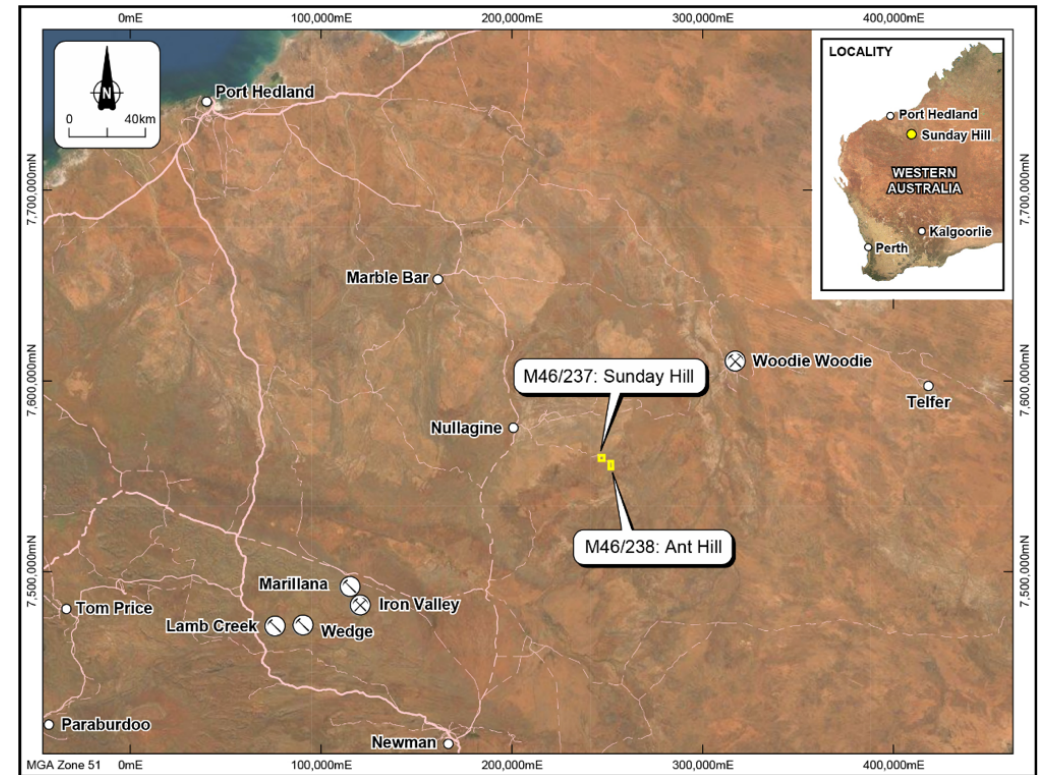 0mE
100,000mE
200,000mE
300,000mE
400,000mE
N
0 40km
Port Hedland
LOCALITY
Port Hedland
Sunday Hill
WESTERN
AUSTRALIA
Kalgoorlie
Perth
7,700,000mN
7,700,000mN
Marble Bar
Woodie Woodie
M46/237: Sunday Hill
Telfer
7,600,000mN
7,600,000mN
Nullagine
M46/238: Ant Hill
Marillana
Iron Valley
7,500,000mN
7,500,000mN
Tom Price
Lamb Creek
Wedge
Paraburdoo
Newman
MGA Zone 51
0mE
100,000mE
200,000mE
300,000mE
400,000mE